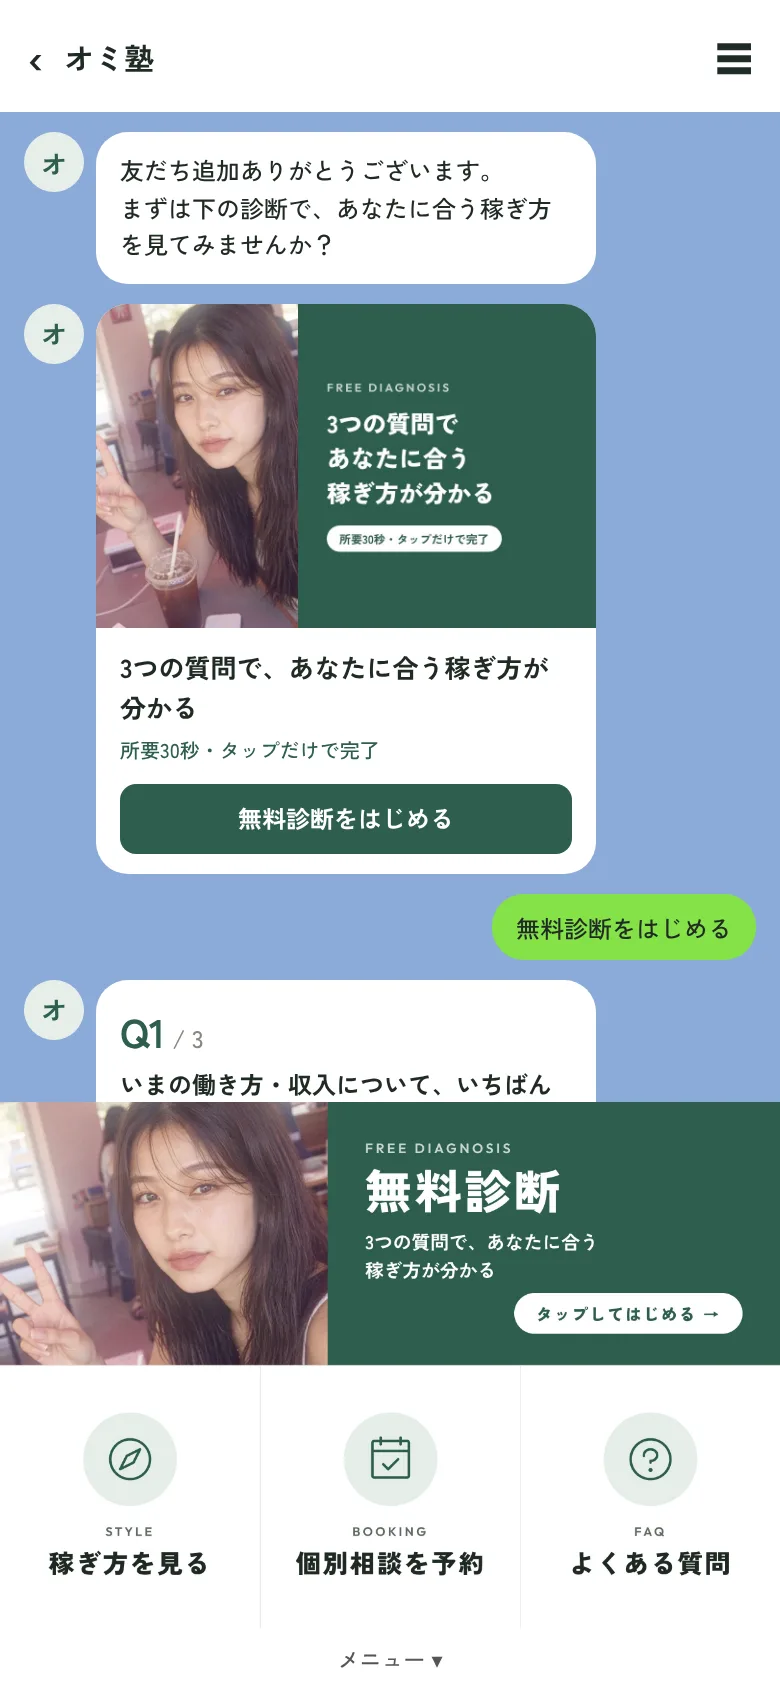 ‹ オミ塾
オ
友だち追加ありがとうございます。
まずは下の診断で、あなたに合う稼ぎ方
を見てみませんか？
オ
FREE DIAGNOSIS
3つの質問で
あなたに合う
稼ぎ方が分かる
所要30秒・タップだけで完了
3つの質問で、あなたに合う稼ぎ方が
分かる
所要30秒・タップだけで完了
無料診断をはじめる
無料診断をはじめる
オ
Q1 / 3
いまの働き方・収入について、いちばん
FREE DIAGNOSIS
無料診断
3つの質問で、あなたに合う
稼ぎ方が分かる
タップしてはじめる →
STYLE
稼ぎ方を見る
BOOKING
個別相談を予約
FAQ
よくある質問
メニュー ▼